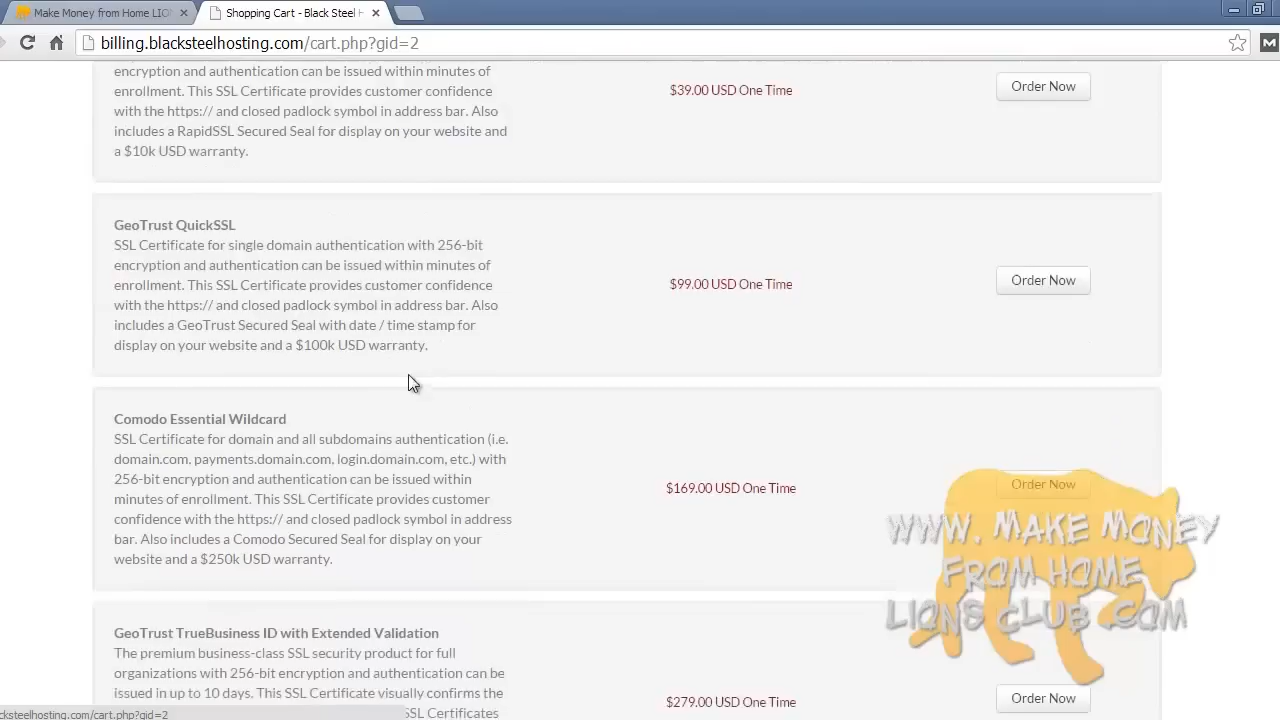 Make Money from Home LION
Shopping Cart - Black Steel H
billing.blacksteelhosting.com/cart.php?gid=2
encryption and authentication can be issued within minutes of
enrollment. This SSL Certificate provides customer confidence
with the https:// and closed padlock symbol in address bar. Also
includes a RapidSSL Secured Seal for display on your website and
a $10k USD warranty.
$39.00 USD One Time
Order Now
GeoTrust QuickSSL
SSL Certificate for single domain authentication with 256-bit
encryption and authentication can be issued within minutes of
enrollment. This SSL Certificate provides customer confidence
with the https:// and closed padlock symbol in address bar. Also
includes a GeoTrust Secured Seal with date / time stamp for
display on your website and a $100k USD warranty.
$99.00 USD One Time
Order Now
Comodo Essential Wildcard
SSL Certificate for domain and all subdomains authentication (i.e.
domain.com, payments.domain.com, login.domain.com, etc.) with
256-bit encryption and authentication can be issued within
minutes of enrollment. This SSL Certificate provides customer
confidence with the https:// and closed padlock symbol in address
bar. Also includes a Comodo Secured Seal for display on your
website and a $250k USD warranty.
$169.00 USD One Time
Order Now
WWW. MAKE MONEY
FROM HOME
LIONS CLUB .COM
GeoTrust TrueBusiness ID with Extended Validation
The premium business-class SSL security product for full
organizations with 256-bit encryption and authentication can be
issued in up to 10 days. This SSL Certificate visually confirms the
SSL Certificates
$279.00 USD One Time
Order Now
cksteelhosting.com/cart.php?gid=2